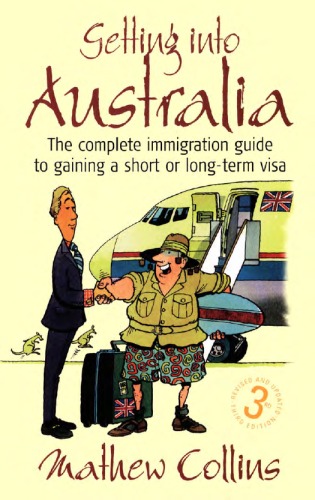 Getting into
Australia
The complete immigration guide
to gaining a short or long-term visa
REVISED AND UPDATED
3rd
EDITION
Mathew Collins